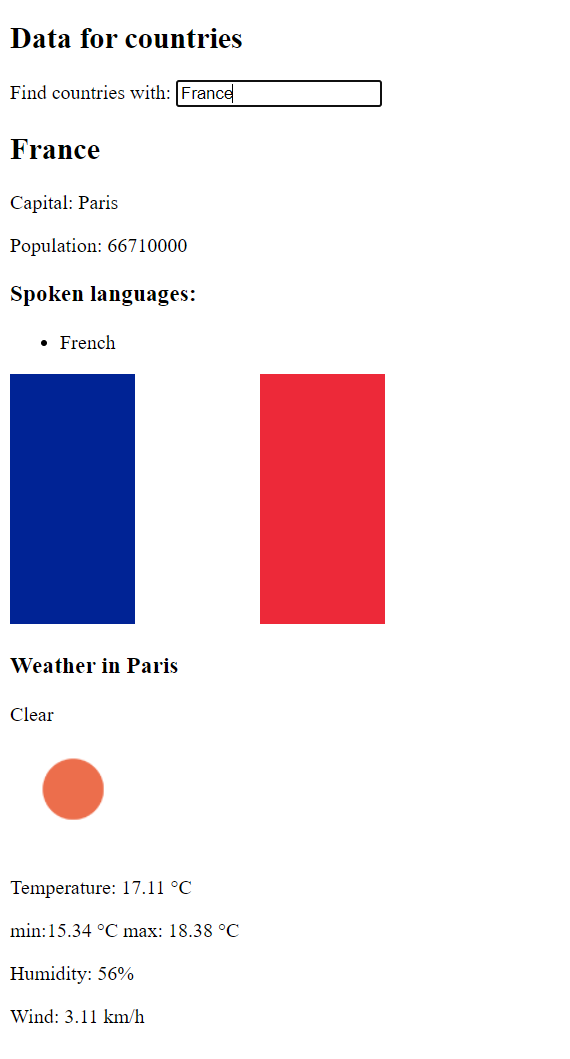 Data for countries
Find countries with: France
France
Capital: Paris
Population: 66710000
Spoken languages:
• French
Weather in Paris
Clear
Temperature: 17.11 °C
min:15.34 °C max: 18.38 °C
Humidity: 56%
Wind: 3.11 km/h